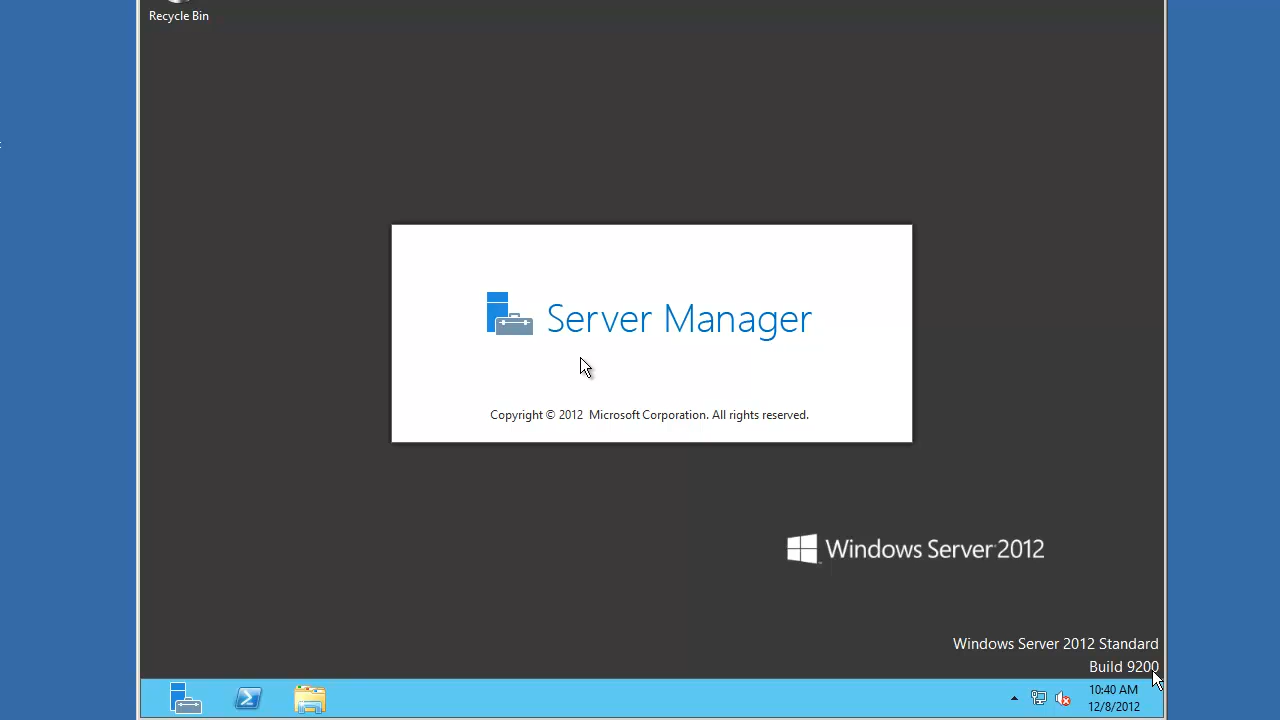 Recycle Bin
Server Manager
Copyright © 2012 Microsoft Corporation. All rights reserved.
Windows Server 2012
Windows Server 2012 Standard
Build 9200
10:40 AM
12/8/2012